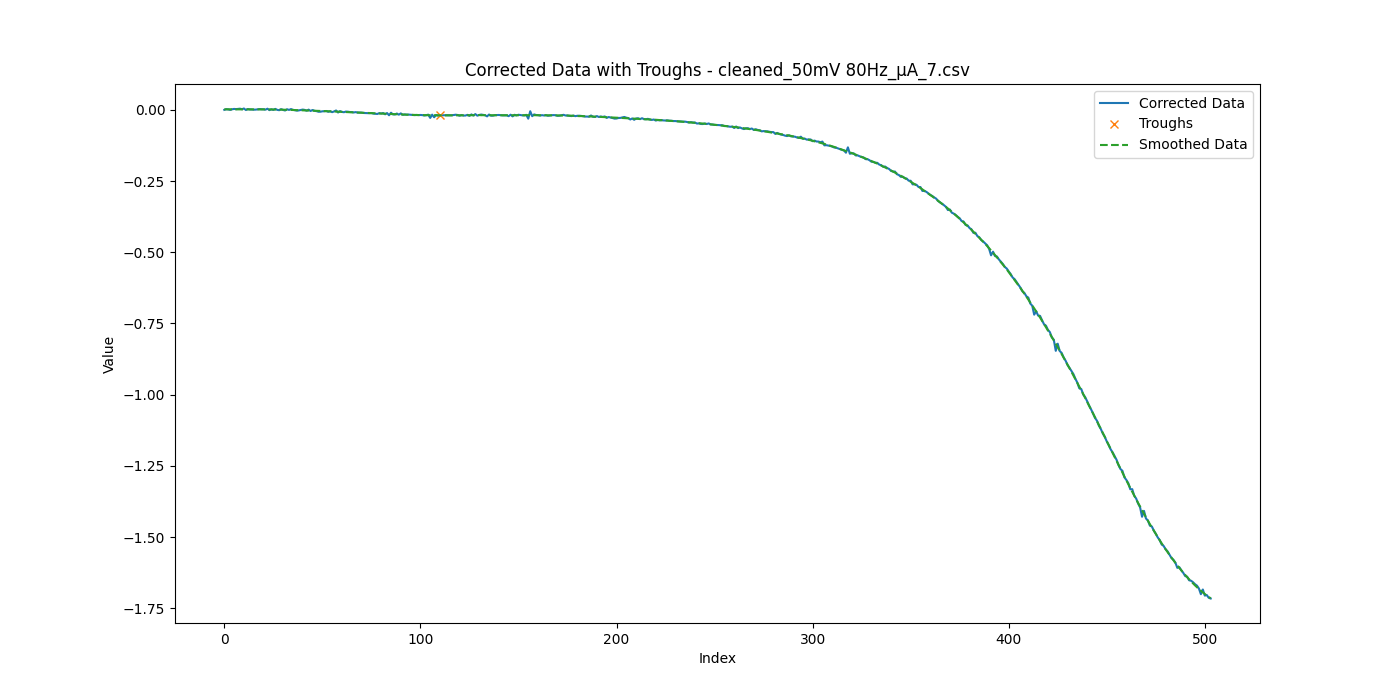 Corrected Data with Troughs - cleaned_50mV 80Hz_μA_7.csv
Corrected Data
Troughs
Smoothed Data
Value
0.00
−0.25
−0.50
−0.75
−1.00
−1.25
−1.50
−1.75
0
100
200
300
400
500
Index